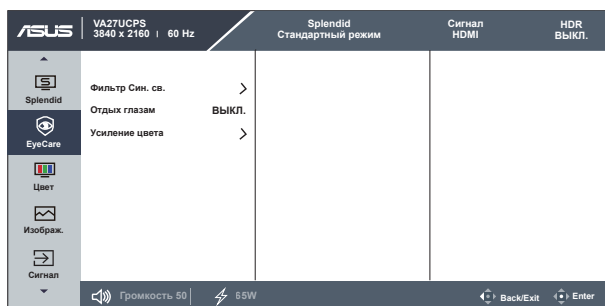 ASUS
VA27UCPS
3840 x 2160 | 60 Hz
Splendid
Стандартный режим
Сигнал
HDMI
HDR
ВЫКЛ.
Splendid
EyeCare
Цвет
Изображ.
Сигнал
Фильтр Син. св.
Отдых глазам ВЫКЛ.
Усиление цвета
Громкость 50
65W
Back/Exit
Enter